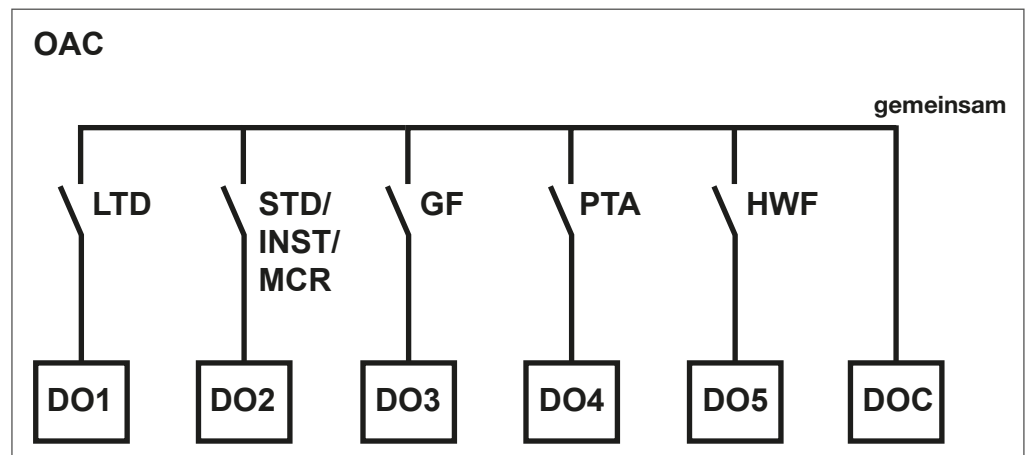 OAC
gemeinsam
LTD
STD/
INST/
MCR
GF
PTA
HWF
DO1
DO2
DO3
DO4
DO5
DOC